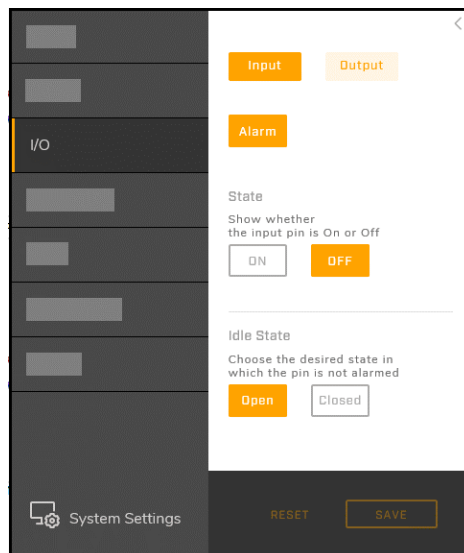 I/O
Input
Output
Alarm
State
Show whether
the input pin is On or Off
ON
OFF
Idle State
Choose the desired state in
which the pin is not alarmed
Open
Closed
System Settings
RESET
SAVE